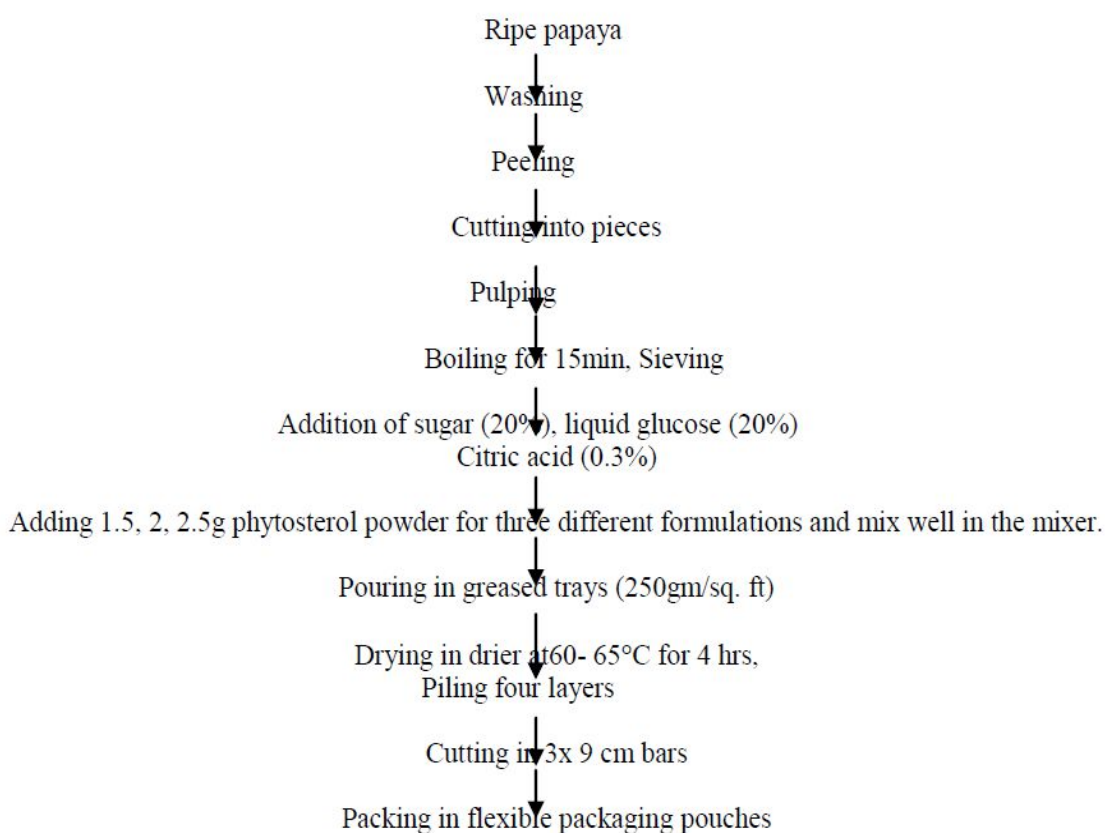 Ripe papaya
Washing
Peeling
Cutting into pieces
Pulping
Boiling for 15min, Sieving
Addition of sugar (20%), liquid glucose (20%)
Citric acid (0.3%)
Adding 1.5, 2, 2.5g phytosterol powder for three different formulations and mix well in the mixer.
Pouring in greased trays (250gm/sq. ft)
Drying in drier at60- 65°C for 4 hrs,
Piling four layers
Cutting in 3x 9 cm bars
Packing in flexible packaging pouches